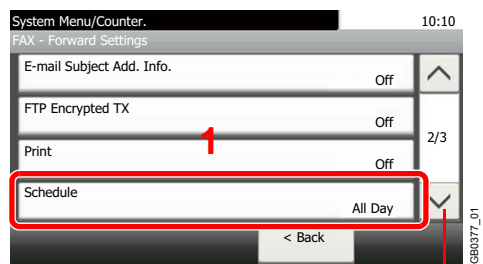 System Menu/Counter.
10:10
FAX - Forward Settings
E-mail Subject Add. Info.
Off
FTP Encrypted TX
Off
1
2/3
Print
Off
Schedule
All Day
< Back
GB0377_01